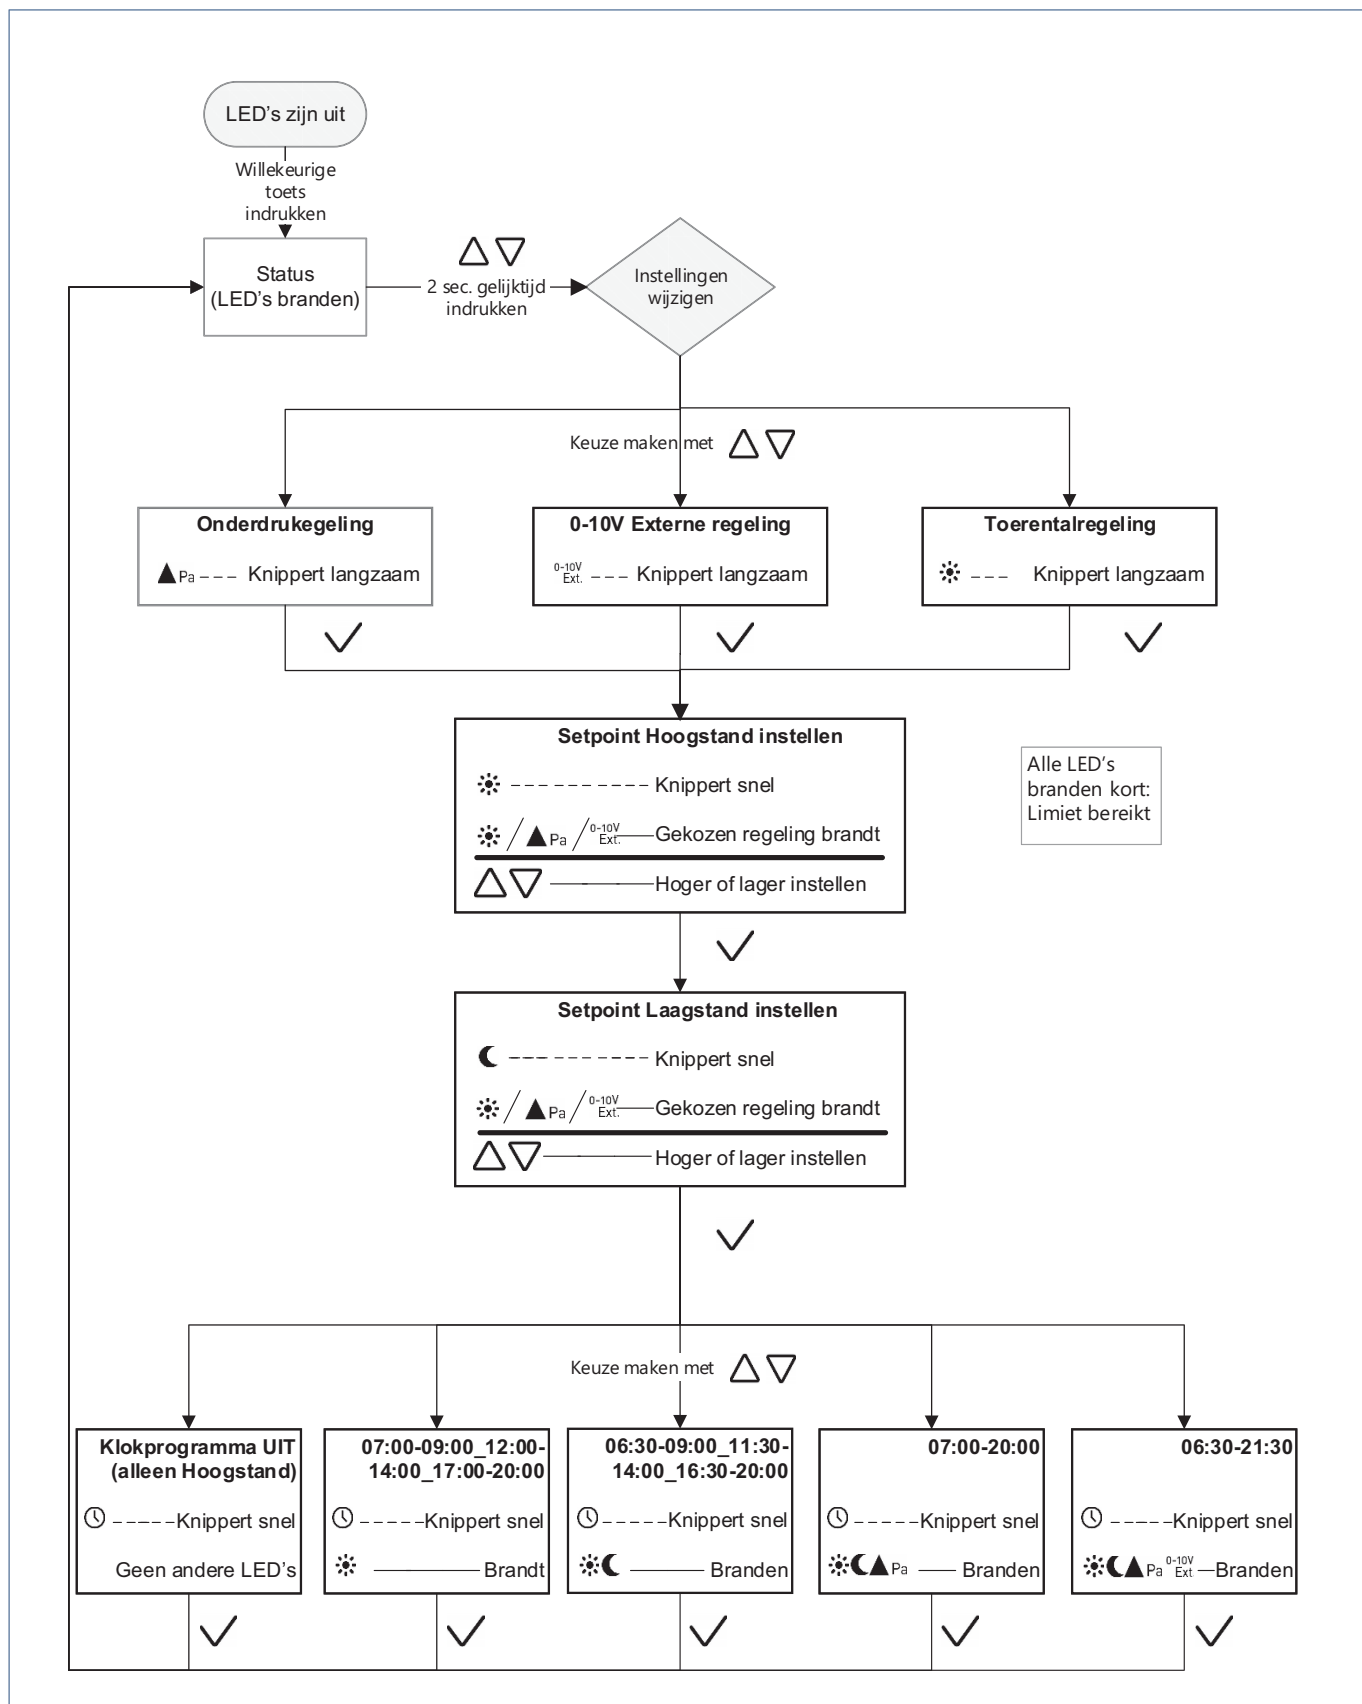 LED’s zijn uit
Willekeurige
toets
indrukken
Status
(LED’s branden)
2 sec. gelijktijd
indrukken
Instellingen
wijzigen
Keuze maken met
Onderdrukegeling
Pa Knippert langzaam
0-10V Externe regeling
0-10V
Ext. Knippert langzaam
Toerentalregeling
Knippert langzaam
Setpoint Hoogstand instellen
Knippert snel
Pa 0-10V
Ext. Gekozen regeling brandt
Hoger of lager instellen
Alle LED’s
branden kort:
Limiet bereikt
Setpoint Laagstand instellen
Knippert snel
Pa 0-10V
Ext. Gekozen regeling brandt
Hoger of lager instellen
Keuze maken met
Klokprogramma UIT
(alleen Hoogstand)
Knippert snel
Geen andere LED’s
07:00-09:00_12:00-
14:00_17:00-20:00
Knippert snel
Brandt
06:30-09:00_11:30-
14:00_16:30-20:00
Knippert snel
Branden
07:00-20:00
Knippert snel
Pa Branden
06:30-21:30
Knippert snel
Pa 0-10V
Ext Branden